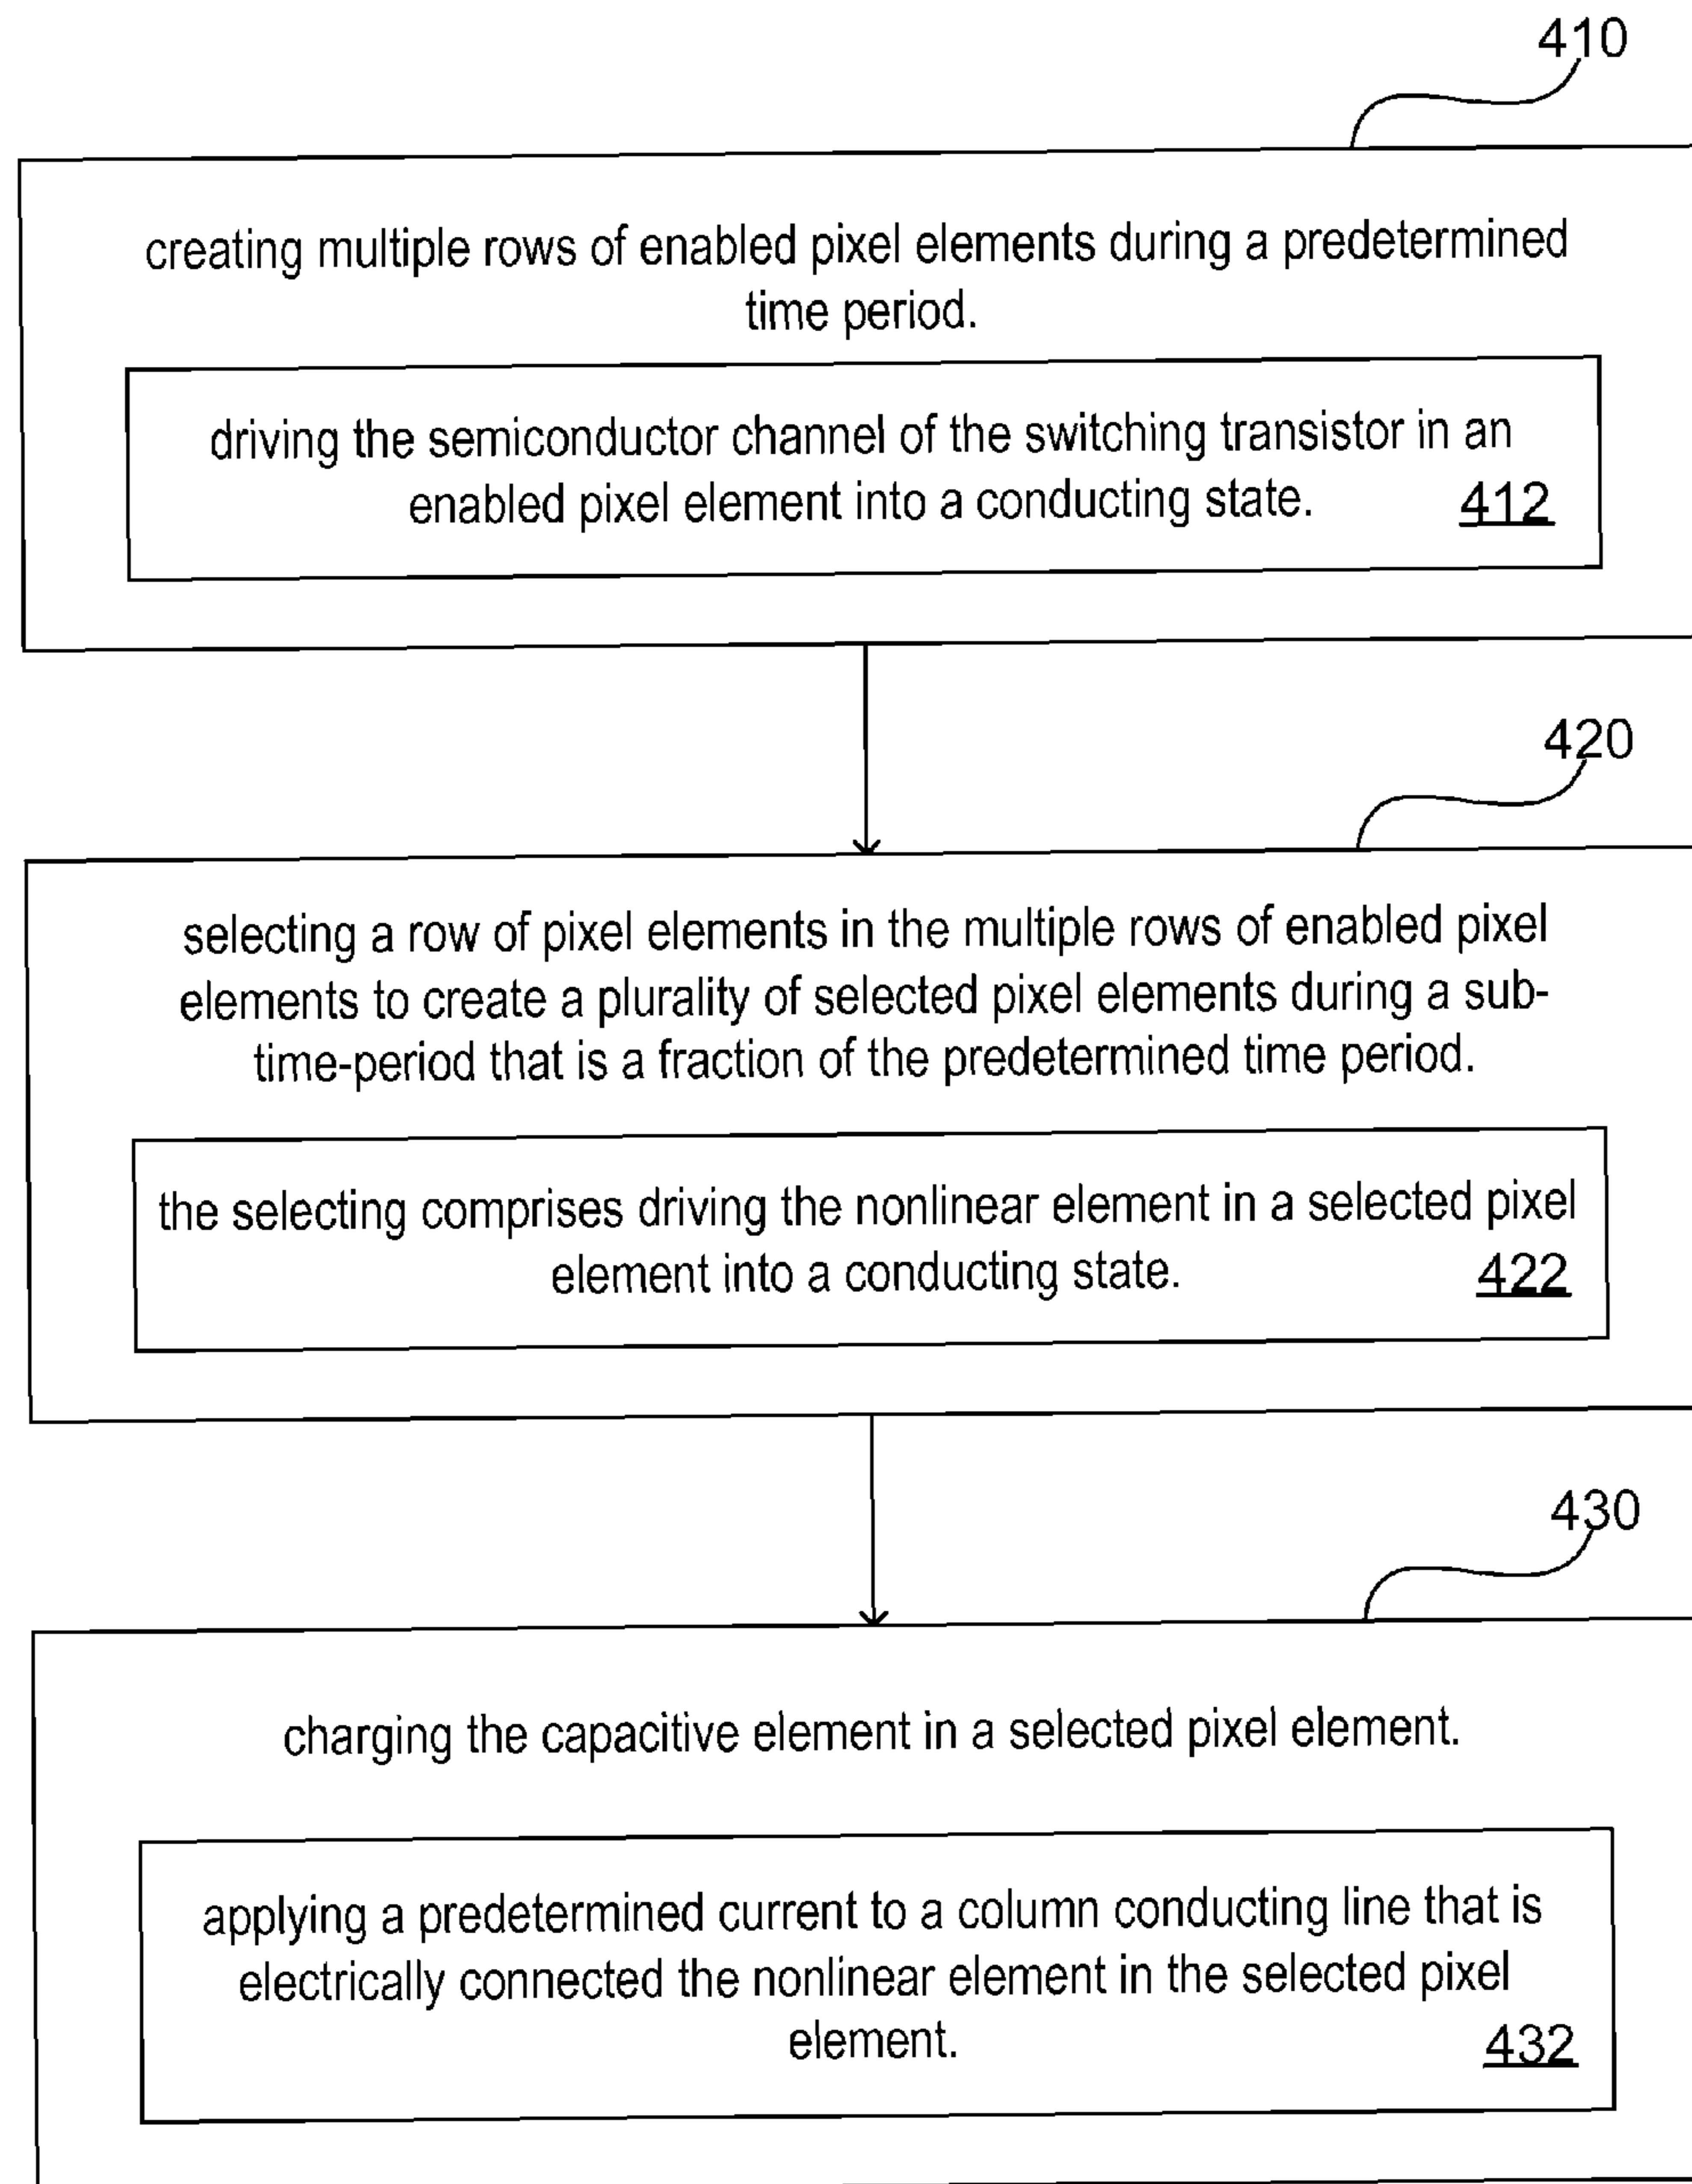 410
creating multiple rows of enabled pixel elements during a predetermined
time period.
driving the semiconductor channel of the switching transistor in an
enabled pixel element into a conducting state.
412
420
selecting a row of pixel elements in the multiple rows of enabled pixel
elements to create a plurality of selected pixel elements during a sub-
time-period that is a fraction of the predetermined time period.
the selecting comprises driving the nonlinear element in a selected pixel
element into a conducting state.
422
430
charging the capacitive element in a selected pixel element.
applying a predetermined current to a column conducting line that is
electrically connected the nonlinear element in the selected pixel
element.
432